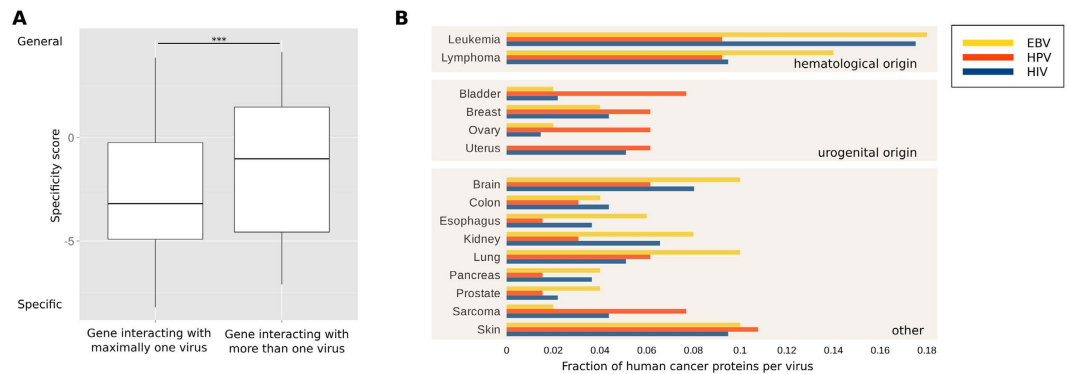 A
General
***
0
Specificity score
-5
Specific
Gene interacting with
maximally one virus
Gene interacting with
more than one virus
B
Leukemia
Lymphoma
hematological origin
Bladder
Breast
Ovary
Uterus
urogenital origin
Brain
Colon
Esophagus
Kidney
Lung
Pancreas
Prostate
Sarcoma
Skin
other
0 0.02 0.04 0.06 0.08 0.1 0.12 0.14 0.16 0.18
Fraction of human cancer proteins per virus
EBV
HPV
HIV